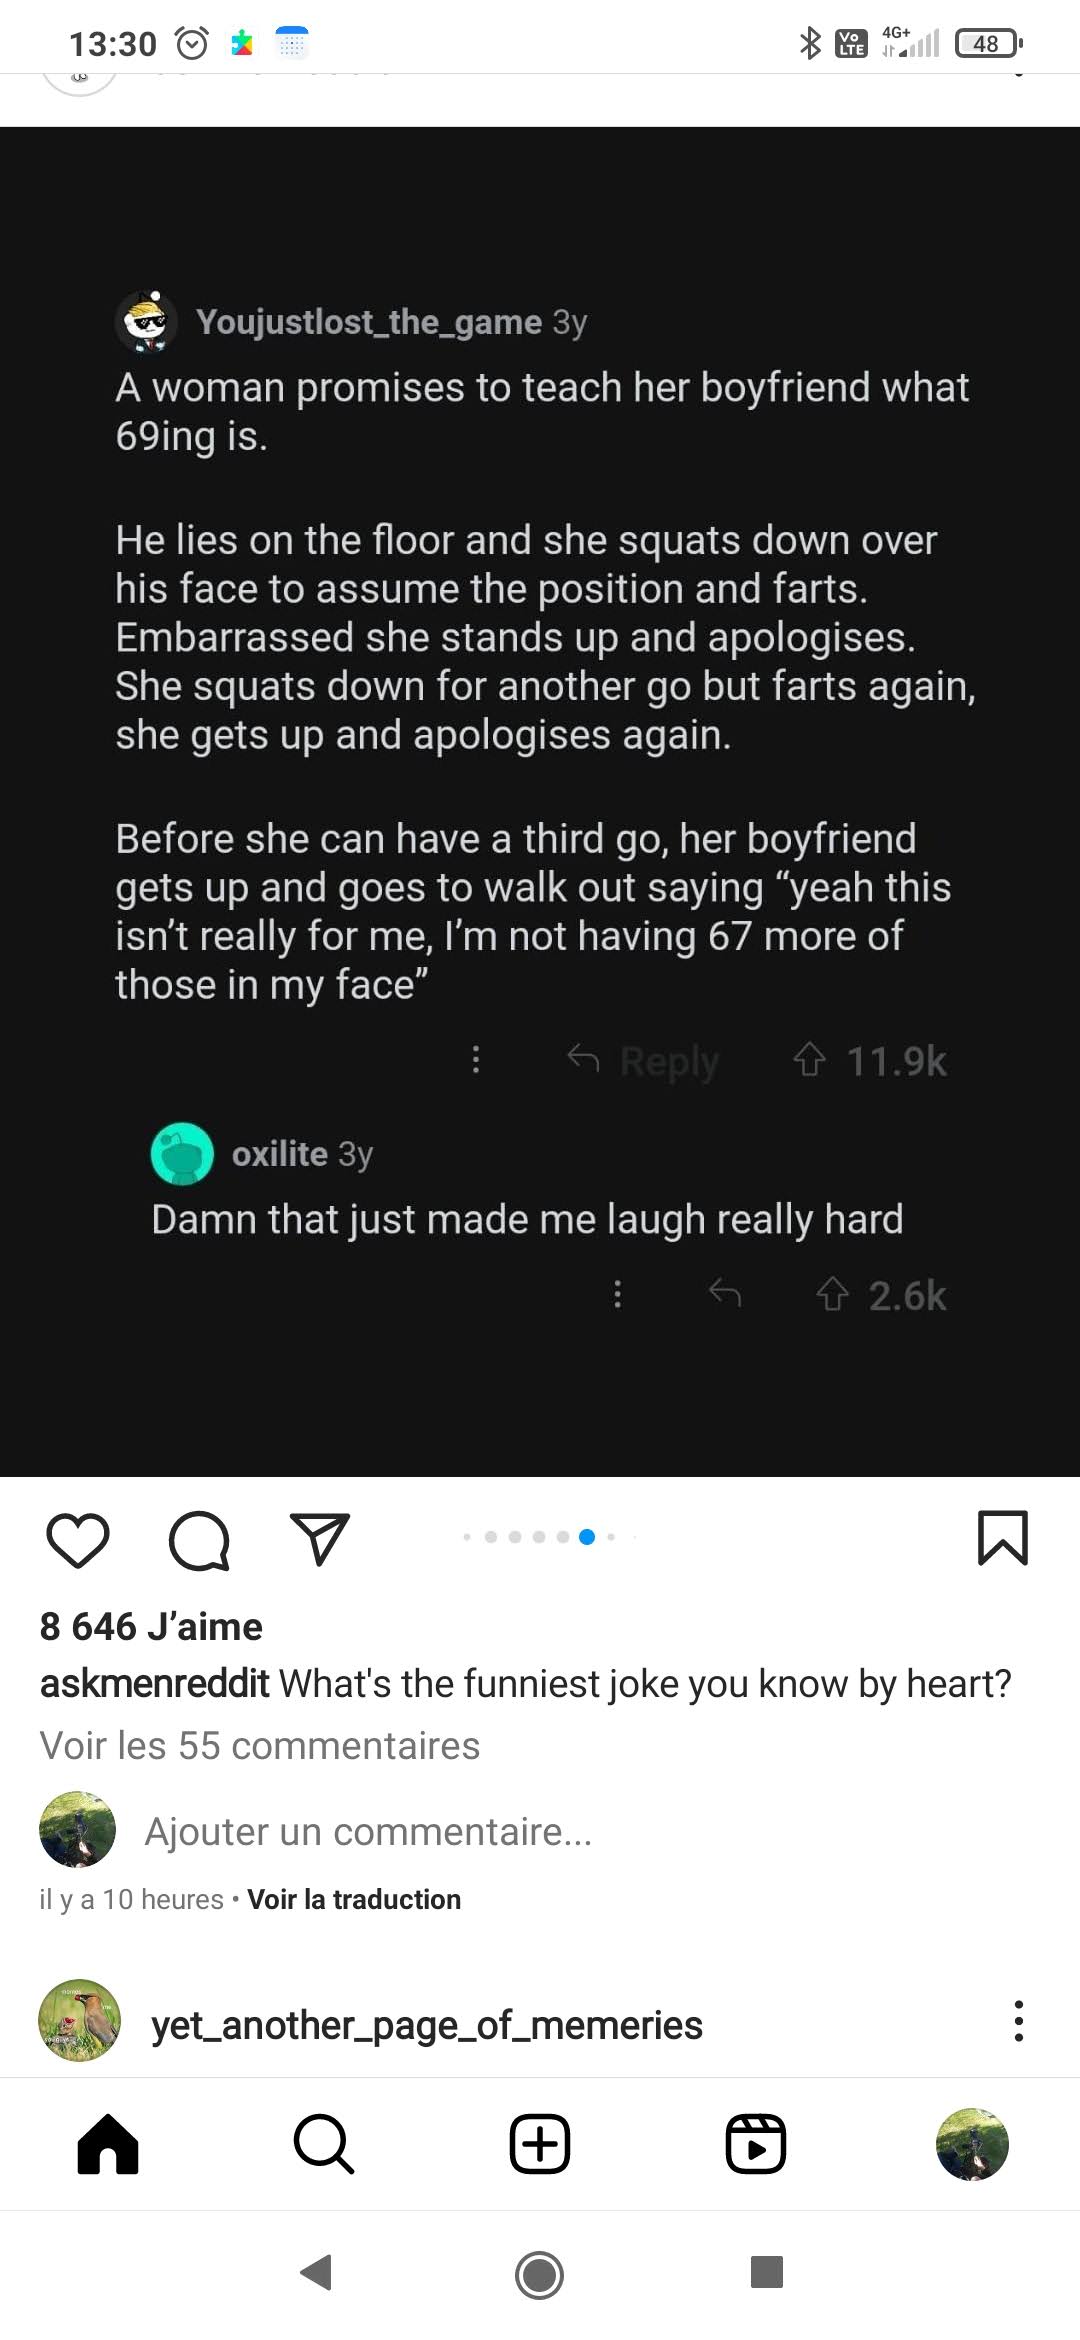 13:30
Vo LTE
4G+
48
Youjustlost_the_game 3y
A woman promises to teach her boyfriend what
69ing is.
He lies on the floor and she squats down over
his face to assume the position and farts.
Embarrassed she stands up and apologises.
She squats down for another go but farts again,
she gets up and apologises again.
Before she can have a third go, her boyfriend
gets up and goes to walk out saying “yeah this
isn’t really for me, I’m not having 67 more of
those in my face”
Reply 11.9k
oxilite 3y
Damn that just made me laugh really hard
2.6k
8 646 J’aime
askmenreddit What's the funniest joke you know by heart?
Voir les 55 commentaires
Ajouter un commentaire...
il y a 10 heures • Voir la traduction
yet_another_page_of_memeries